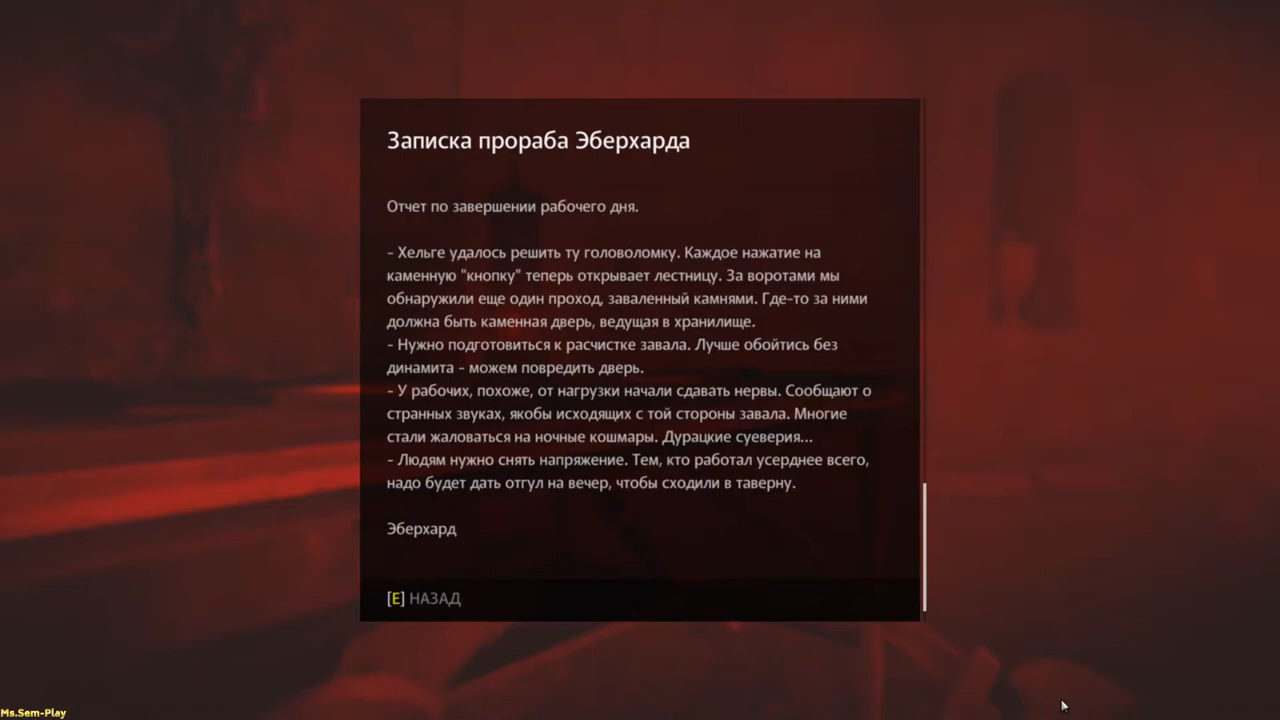 Записка прораба Эберхарда
Отчет по завершении рабочего дня.
- Хельге удалось решить ту головоломку. Каждое нажатие на
каменную "кнопку" теперь открывает лестницу. За воротами мы
обнаружили еще один проход, заваленный камнями. Где-то за ними
должна быть каменная дверь, ведущая в хранилище.
- Нужно подготовиться к расчистке завала. Лучше обойтись без
динамита - можем повредить дверь.
- У рабочих, похоже, от нагрузки начали сдавать нервы. Сообщают о
странных звуках, якобы исходящих с той стороны завала. Многие
стали жаловаться на ночные кошмары. Дурацкие суеверия...
- Людям нужно снять напряжение. Тем, кто работал усерднее всего,
надо будет дать отгул на вечер, чтобы сходили в таверну.
Эберхард
[E] НАЗАД
Ms.Sem-Play